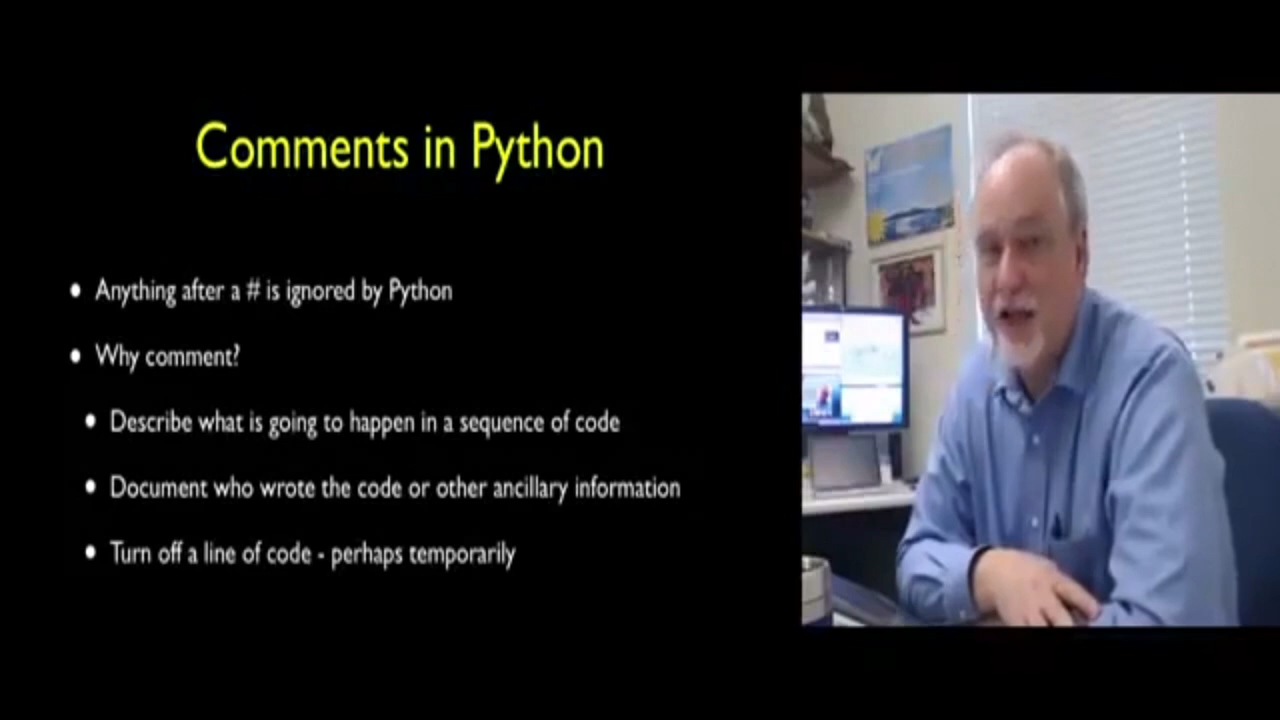 Comments in Python
• Anything after a # is ignored by Python
• Why comment?
• Describe what is going to happen in a sequence of code
• Document who wrote the code or other ancillary information
• Turn off a line of code - perhaps temporarily